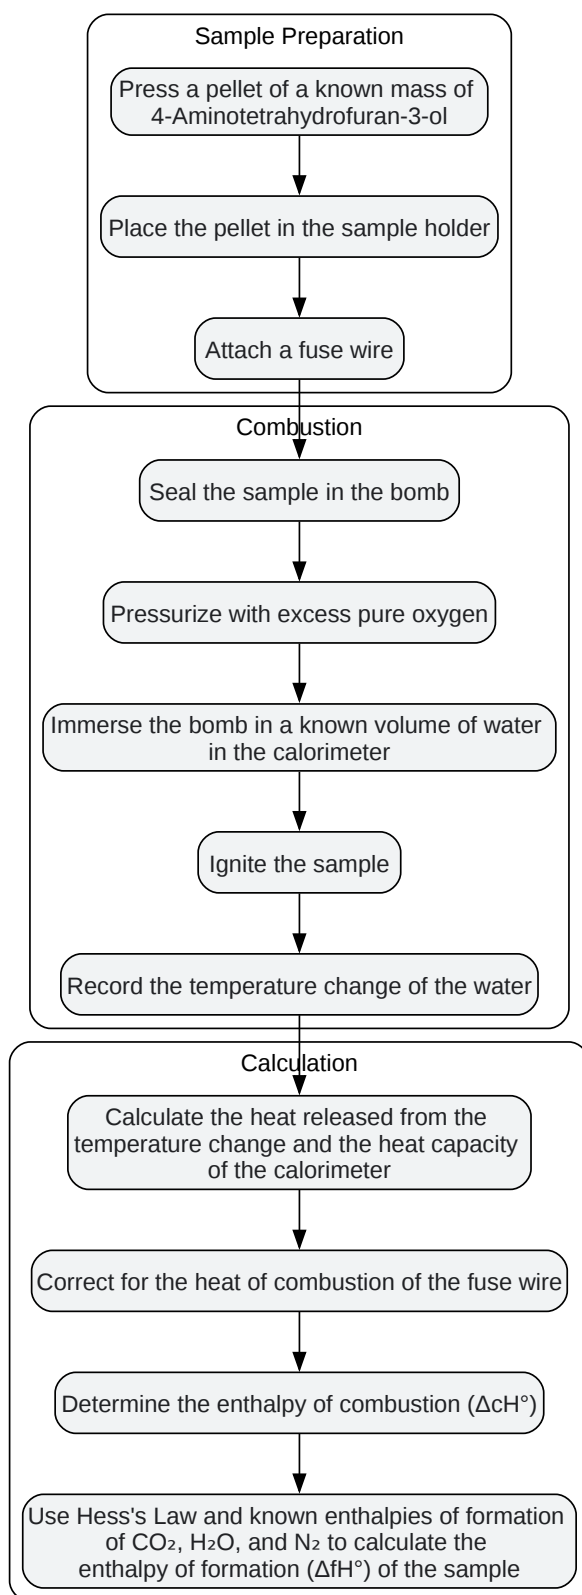 Sample Preparation
Press a pellet of a known mass of
4-Aminotetrahydrofuran-3-ol
Place the pellet in the sample holder
Attach a fuse wire
Combustion
Seal the sample in the bomb
Pressurize with excess pure oxygen
Immerse the bomb in a known volume of water
in the calorimeter
Ignite the sample
Record the temperature change of the water
Calculation
Calculate the heat released from the
temperature change and the heat capacity
of the calorimeter
Correct for the heat of combustion of the fuse wire
Determine the enthalpy of combustion (ΔcH°)
Use Hess's Law and known enthalpies of formation
of CO₂, H₂O, and N₂ to calculate the
enthalpy of formation (ΔfH°) of the sample